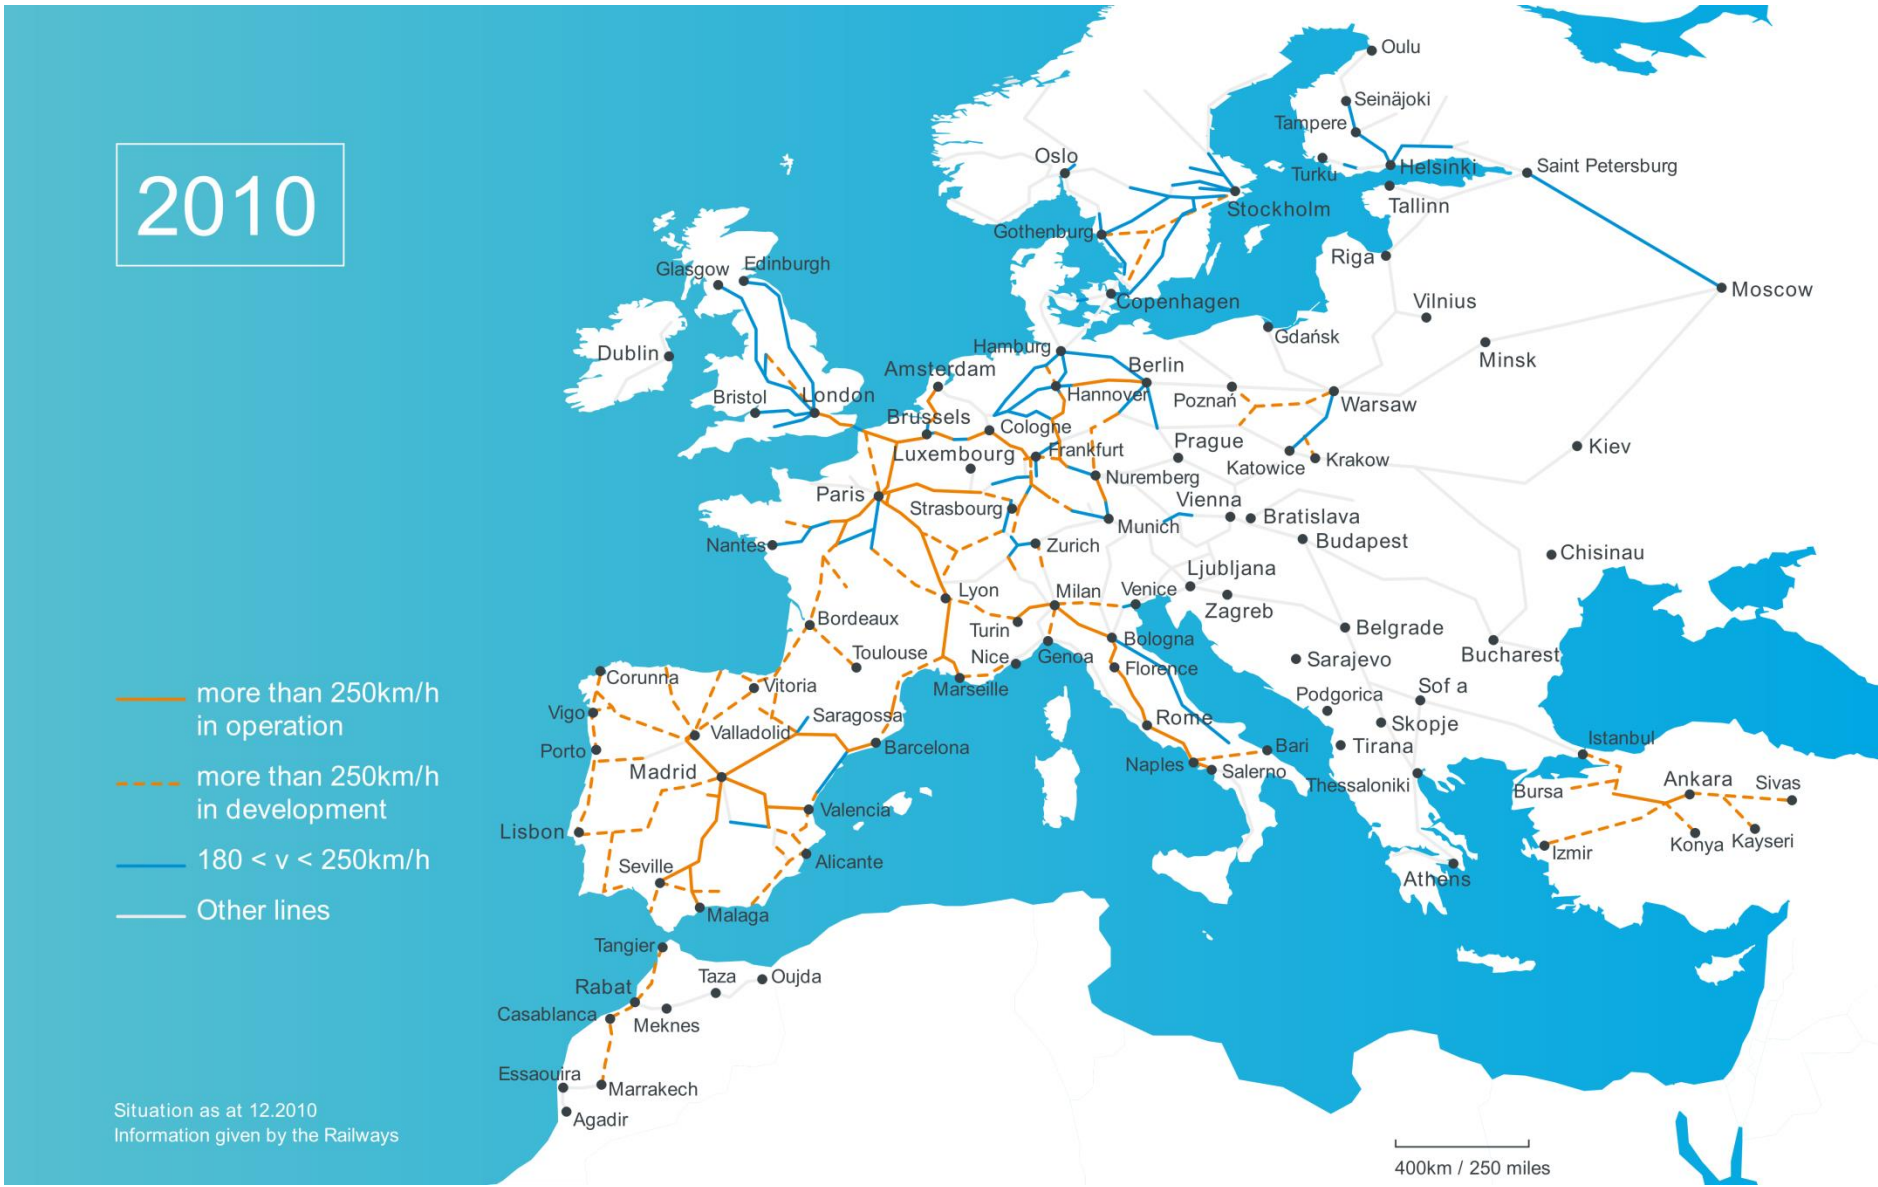 2010
Oulu
Seinäjoki
Tampere
Oslo
Turku
Helsinki
Saint Petersburg
Stockholm
Tallinn
Gothenburg
Riga
Glasgow
Edinburgh
Copenhagen
Moscow
Vilnius
Gdańsk
Dublin
Hamburg
Minsk
Amsterdam
Berlin
Bristol
London
Hannover
Poznań
Warsaw
Brussels
Cologne
Prague
Kiev
Luxembourg
Frankfurt
Katowice
Krakow
Nuremberg
Paris
Strasbourg
Vienna
Munich
Bratislava
Nantes
Zurich
Budapest
Chisinau
Ljubljana
Lyon
Milan
Venice
Zagreb
Bordeaux
Turin
Belgrade
Toulouse
Nice
Genoa
Bologna
Sarajevo
Bucharest
Corunna
Vitoria
Marseille
Florence
Podgorica
Sof a
more than 250km/h
in operation
Vigo
Saragossa
Rome
Skopje
Valladolid
Porto
Barcelona
Bari
Tirana
Istanbul
more than 250km/h
in development
Madrid
Naples
Salerno
Thessaloniki
Bursa
Ankara
Sivas
Lisbon
Valencia
Konya
Kayseri
180 < v < 250km/h
Seville
Alicante
Izmir
Athens
Other lines
Malaga
Tangier
Rabat
Taza
Oujda
Casablanca
Meknes
Essaouira
Marrakech
Agadir
Situation as at 12.2010
Information given by the Railways
400km / 250 miles